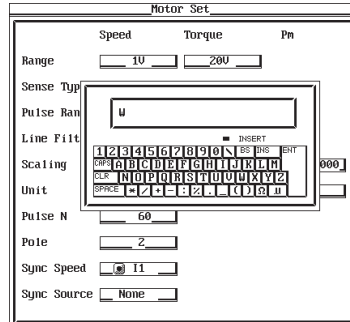 Motor Set
Speed Torque Pm
Range 1V 20V
Sense Typ
W
Pulse Ran
Line Filt
INSERT
1 2 3 4 5 6 7 8 9 0 \ BS INS ENT
Scaling CAPS A B C D E F G H I J K L M 000
CLR N O P Q R S T U V W X Y Z
Unit SPACE * / + - : % . _ ( ) Ω µ
Pulse N 60
Pole 2
Sync Speed I1
Sync Source None